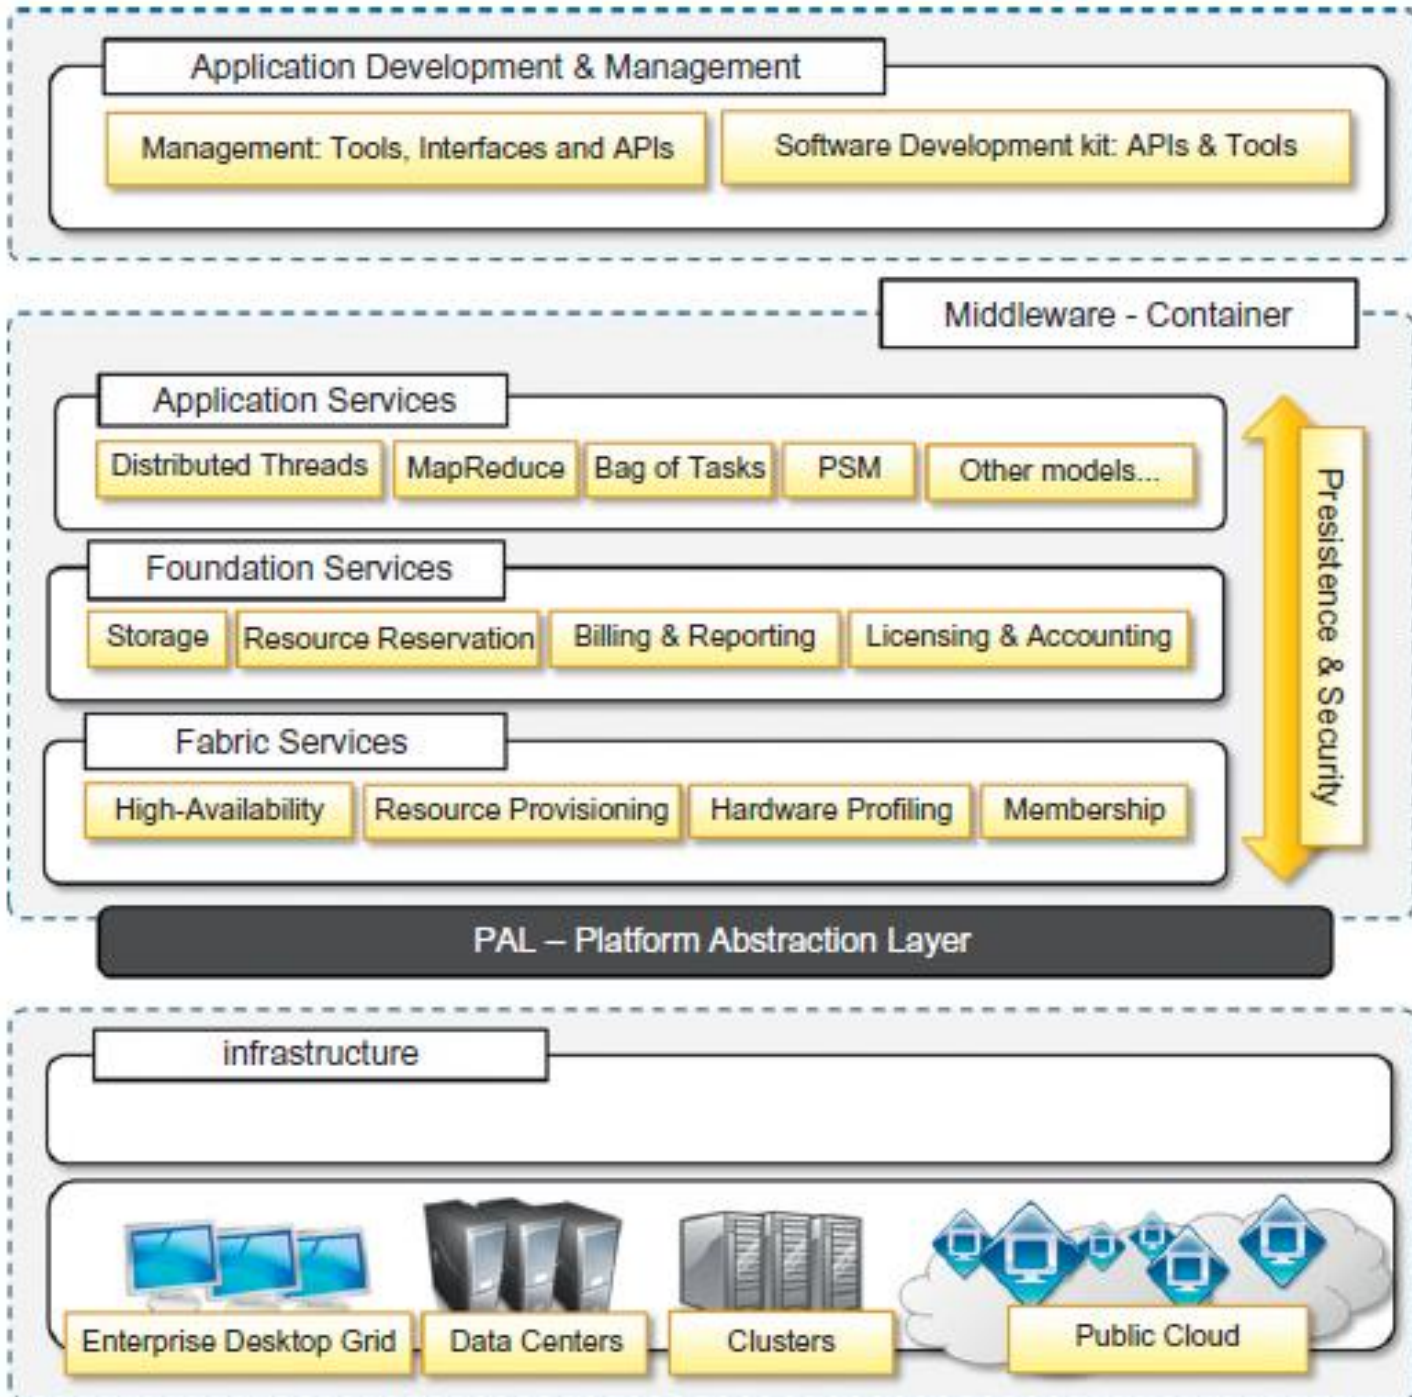 Application Development & Management
Management: Tools, Interfaces and APIs
Software Development kit: APIs & Tools
Middleware - Container
Application Services
Distributed Threads
MapReduce
Bag of Tasks
PSM
Other models...
Foundation Services
Storage
Resource Reservation
Billing & Reporting
Licensing & Accounting
Fabric Services
High-Availability
Resource Provisioning
Hardware Profiling
Membership
Presistence & Security
PAL – Platform Abstraction Layer
infrastructure
Enterprise Desktop Grid
Data Centers
Clusters
Public Cloud